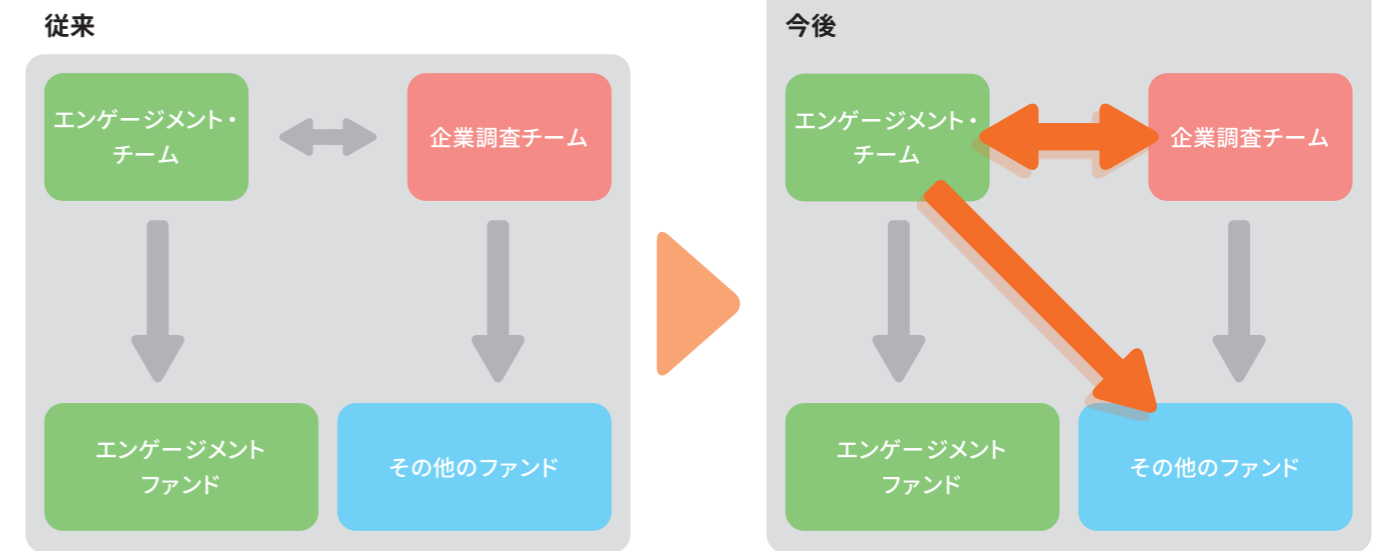 従来
エンゲージメント・
チーム
企業調査チーム
エンゲージメント
ファンド
その他のファンド
今後
エンゲージメント・
チーム
企業調査チーム
エンゲージメント
ファンド
その他のファンド